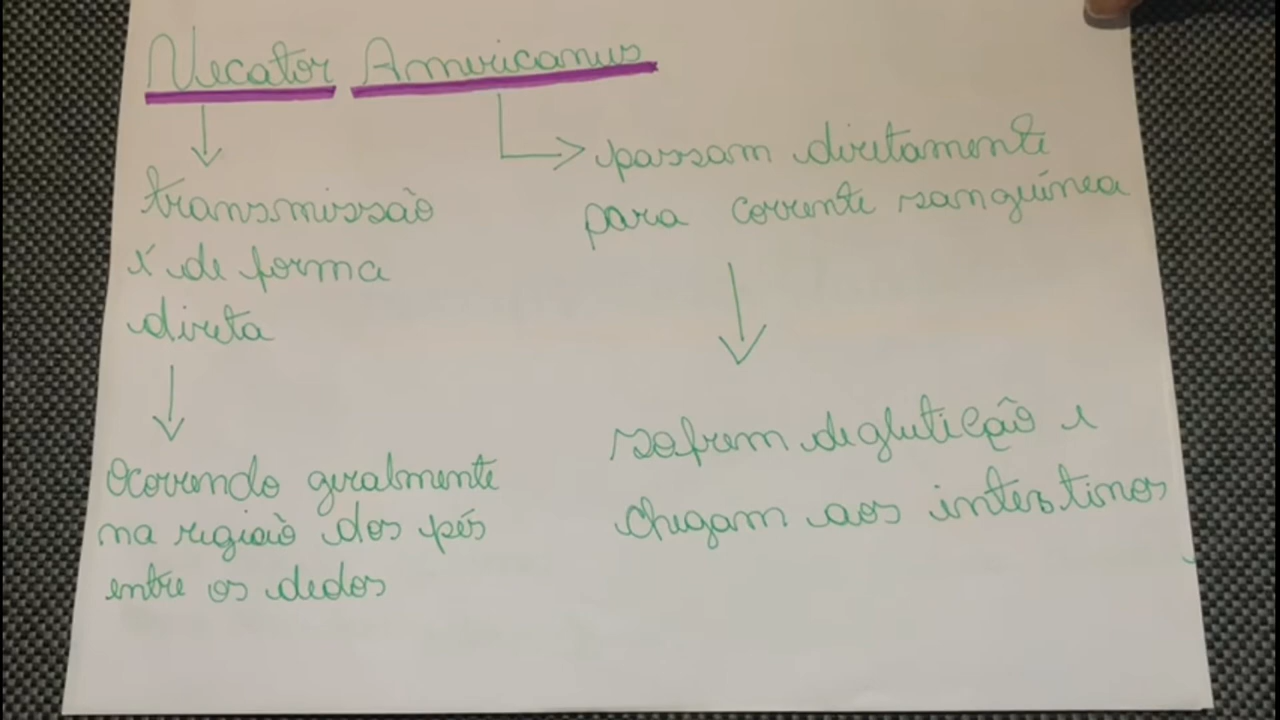 Necator Americanus
transmissão
é de forma
direta
Ocorrendo geralmente
na região dos pés
entre os dedos
passam diretamente
para corrente sanguínea
sofrem deglutição e
chegam aos intestinos